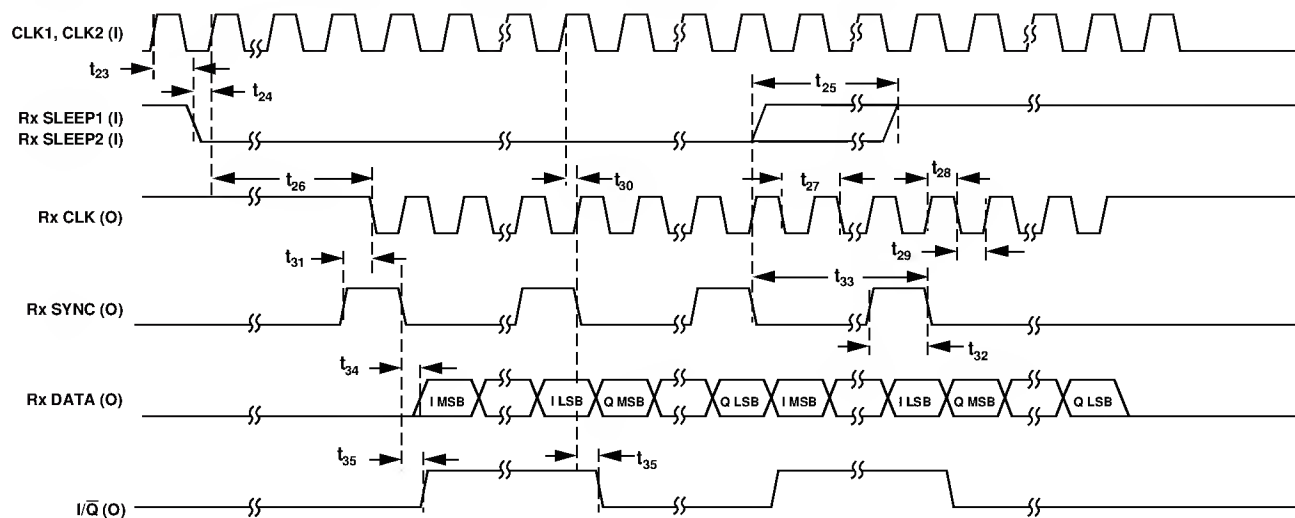 CLK1, CLK2 (I)
t23
t24
t25
Rx SLEEP1 (I)
Rx SLEEP2 (I)
t26
t30
t27
t28
Rx CLK (O)
t31
t29
t33
Rx SYNC (O)
t32
t34
Rx DATA (O)
I MSB
I LSB
Q MSB
Q LSB
I MSB
I LSB
Q MSB
Q LSB
t35
t35
I/Q̅ (O)